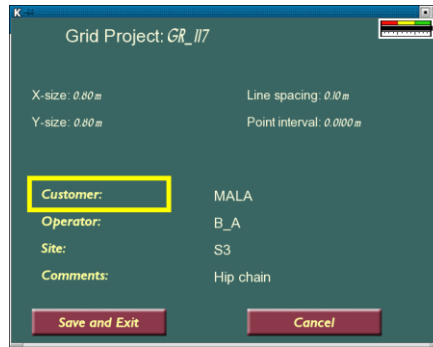 K
Grid Project: GR_117
X-size: 0.80 m
Line spacing: 0.10 m
Y-size: 0.80 m
Point interval: 0.0100 m
Customer: MALA
Operator: B_A
Site: S3
Comments: Hip chain
Save and Exit
Cancel